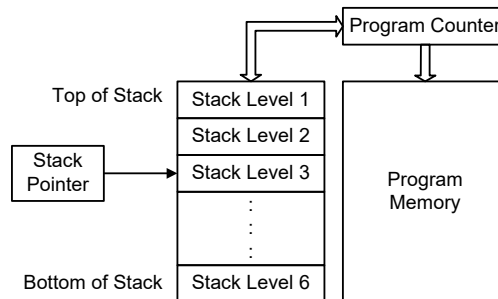 Program Counter
Top of Stack
Stack Level 1
Stack Level 2
Stack
Pointer
Stack Level 3
Program
Memory
:
:
:
Bottom of Stack
Stack Level 6